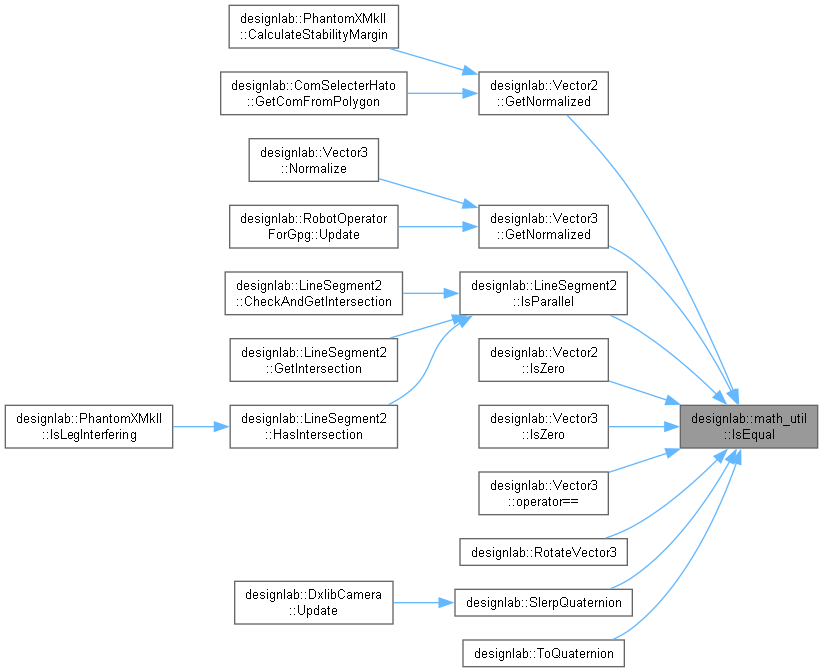 designlab::PhantomXMkII
::CalculateStabilityMargin
designlab::ComSelecterHato
::GetComFromPolygon
designlab::Vector2
::GetNormalized
designlab::Vector3
::Normalize
designlab::RobotOperator
ForGpg::Update
designlab::Vector3
::GetNormalized
designlab::LineSegment2
::CheckAndGetIntersection
designlab::LineSegment2
::IsParallel
designlab::LineSegment2
::GetIntersection
designlab::Vector2
::IsZero
designlab::PhantomXMkII
::IsLegInterfering
designlab::LineSegment2
::HasIntersection
designlab::Vector3
::IsZero
designlab::math_util
::IsEqual
designlab::Vector3
::operator==
designlab::RotateVector3
designlab::DxlibCamera
::Update
designlab::SlerpQuaternion
designlab::ToQuaternion